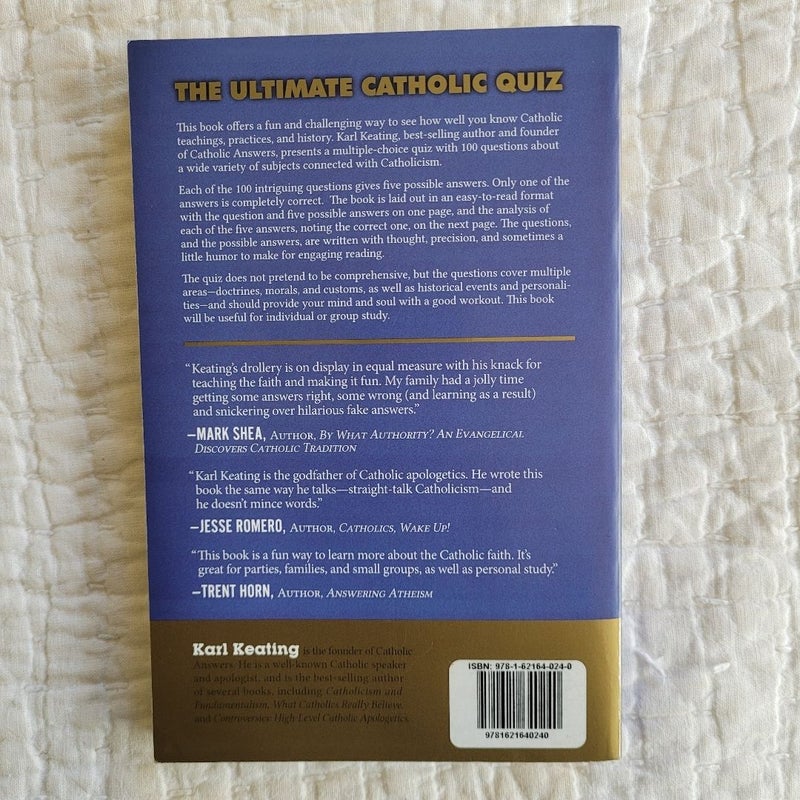 THE ULTIMATE CATHOLIC QUIZ
This book offers a fun and challenging way to see how well you know Catholic
teachings, practices, and history. Karl Keating, best-selling author and founder
of Catholic Answers, presents a multiple-choice quiz with 100 questions about
a wide variety of subjects connected with Catholicism.
Each of the 100 intriguing questions gives five possible answers. Only one of the
answers is completely correct. The book is laid out in an easy-to-read format
with the question and five possible answers on one page, and the analysis of
each of the five answers, noting the correct one, on the next page. The questions,
and the possible answers, are written with thought, precision, and sometimes a
little humor to make for engaging reading.
The quiz does not pretend to be comprehensive, but the questions cover multiple
areas—doctrines, morals, and customs, as well as historical events and personali-
ties—and should provide your mind and soul with a good workout. This book
will be useful for individual or group study.
“Keating's drollery is on display in equal measure with his knack for
teaching the faith and making it fun. My family had a jolly time
getting some answers right, some wrong (and learning as a result)
and snickering over hilarious fake answers.”
—MARK SHEA, AUTHOR, BY WHAT AUTHORITY? AN EVANGELICAL
DISCOVERS CATHOLIC TRADITION
“Karl Keating is the godfather of Catholic apologetics. He wrote this
book the same way he talks—straight-talk Catholicism—and
he doesn't mince words.”
—JESSE ROMERO, AUTHOR, CATHOLICS, WAKE UP!
“This book is a fun way to learn more about the Catholic faith. It's
great for parties, families, and small groups, as well as personal study.”
—TRENT HORN, AUTHOR, ANSWERING ATHEISM
Karl Keating is the founder of Catholic
Answers. He is a well-known Catholic speaker
and apologist, and is the best-selling author
of several books, including Catholicism and
Fundamentalism, What Catholics Really Believe,
and Controversies: High-Level Catholic Apologetics.
ISBN: 978-1-62164-024-0
9781621640240